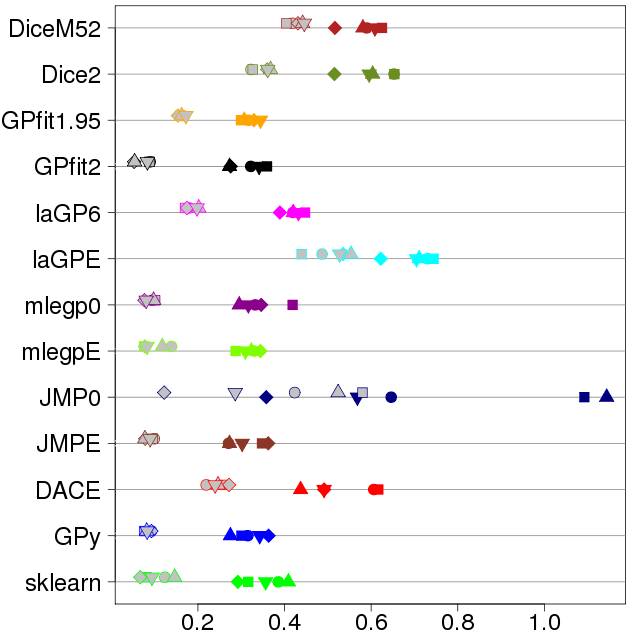 DiceM52
Dice2
GPfit1.95
GPfit2
laGP6
laGPE
mlegp0
mlegpE
JMP0
JMPE
DACE
GPy
sklearn
0.2 0.4 0.6 0.8 1.0